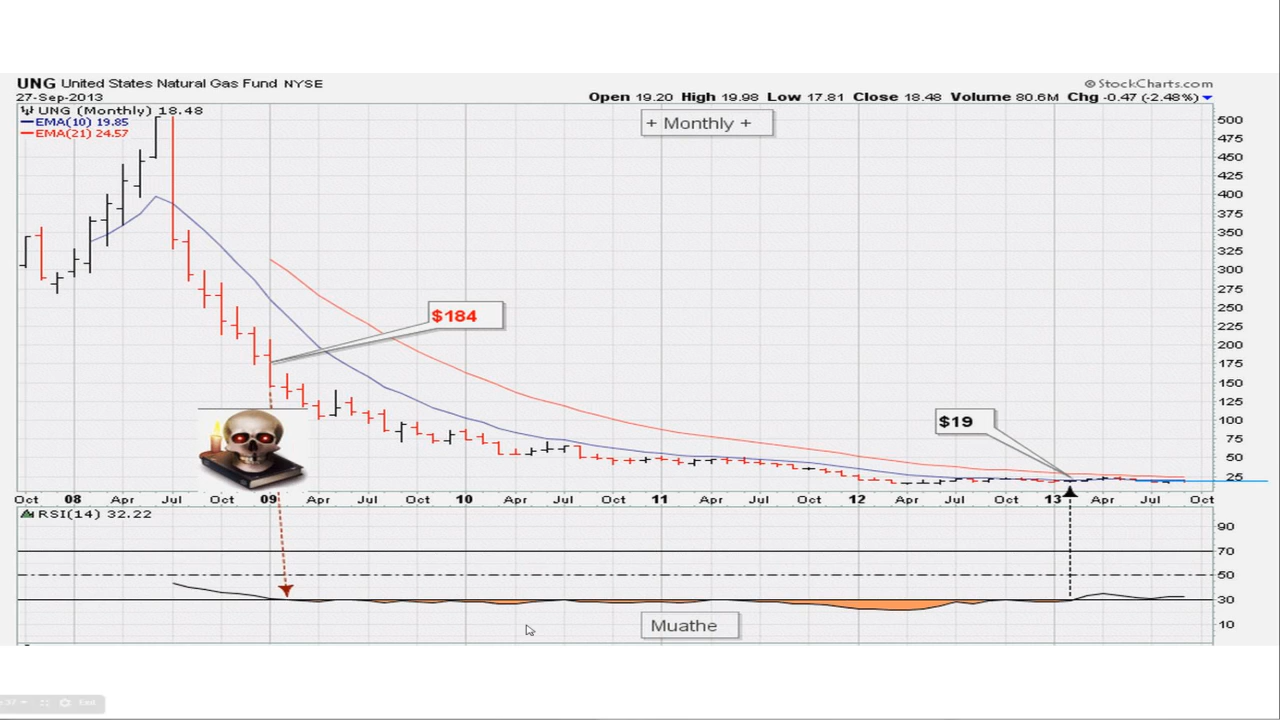 UNG United States Natural Gas Fund NYSE
© StockCharts.com
27-Sep-2013
Open 19.20 High 19.98 Low 17.81 Close 18.48 Volume 80.6M Chg -0.47 (-2.48%)
UNG (Monthly) 18.48
EMA(10) 19.85
EMA(21) 24.57
+ Monthly +
500
475
450
425
400
375
350
325
300
275
250
225
200
175
150
125
100
75
50
25
$184
$19
Oct 08 Apr Jul Oct 09 Apr Jul Oct 10 Apr Jul Oct 11 Apr Jul Oct 12 Apr Jul Oct 13 Apr Jul Oct
RSI(14) 32.22
90
70
50
30
10
Muathe
Exit